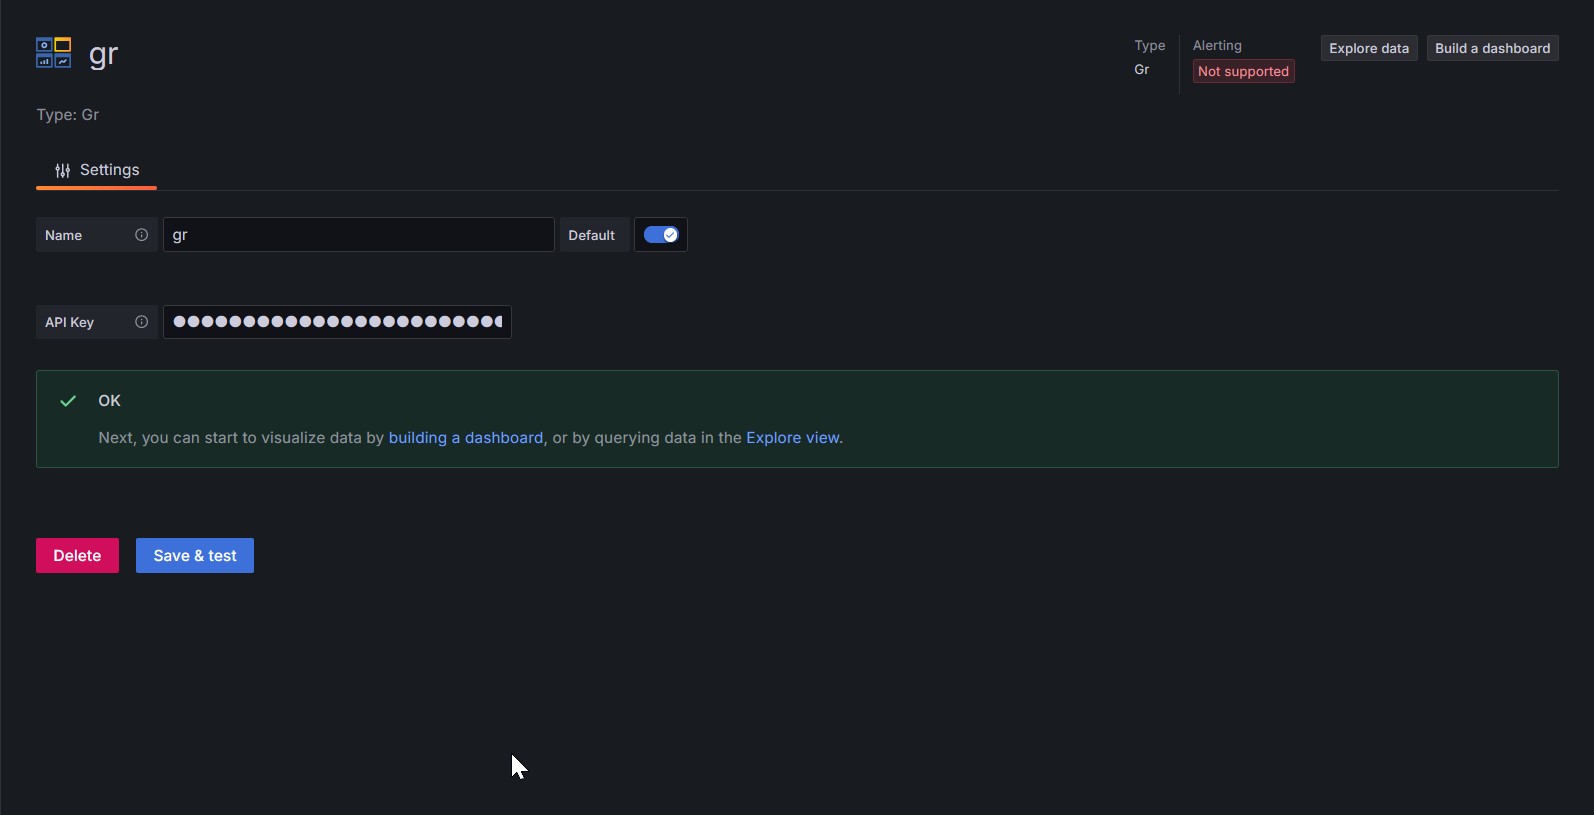 gr
Type
Gr
Alerting
Not supported
Explore data
Build a dashboard
Type: Gr
Settings
Name
gr
Default
API Key
OK
Next, you can start to visualize data by building a dashboard, or by querying data in the Explore view.
Delete
Save & test